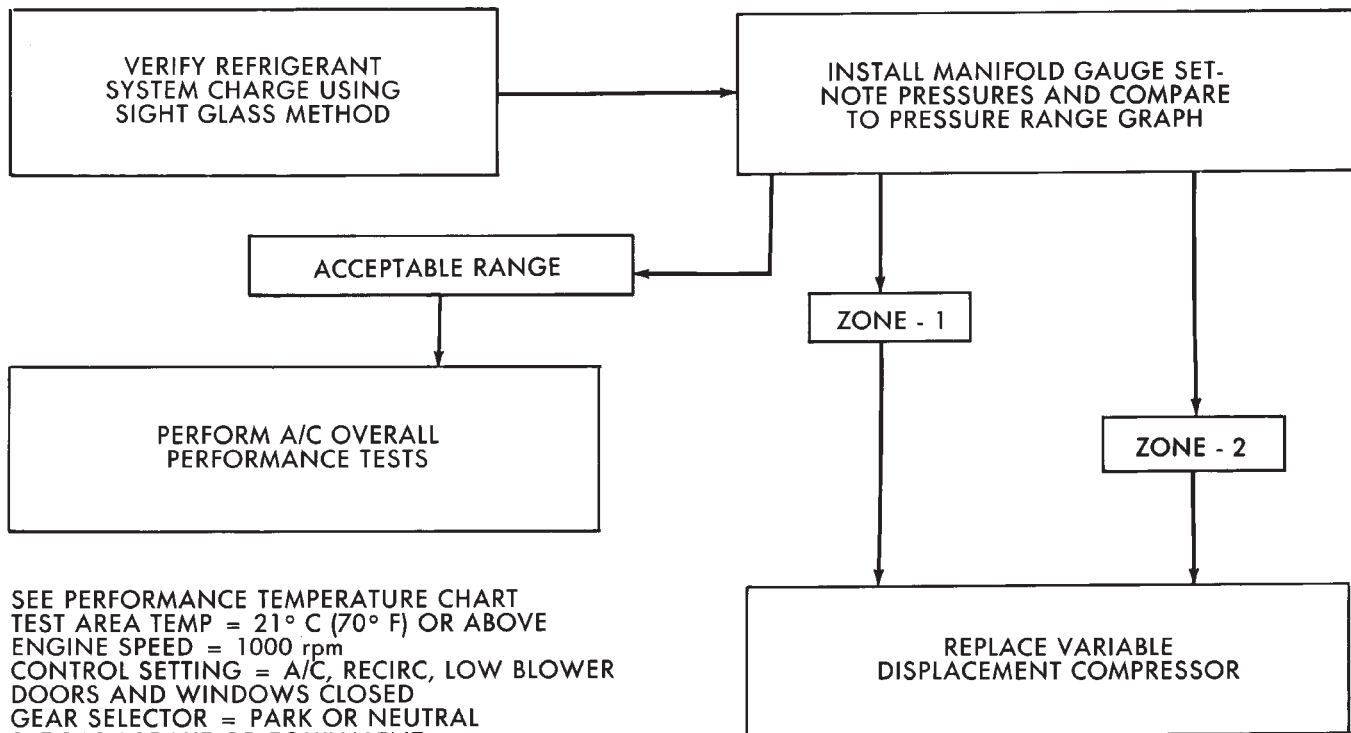 VERIFY REFRIGERANT
SYSTEM CHARGE USING
SIGHT GLASS METHOD
INSTALL MANIFOLD GAUGE SET-
NOTE PRESSURES AND COMPARE
TO PRESSURE RANGE GRAPH
ACCEPTABLE RANGE
ZONE - 1
PERFORM A/C OVERALL
PERFORMANCE TESTS
ZONE - 2
SEE PERFORMANCE TEMPERATURE CHART
TEST AREA TEMP = 21° C (70° F) OR ABOVE
ENGINE SPEED = 1000 rpm
CONTROL SETTING = A/C, RECIRC, LOW BLOWER
DOORS AND WINDOWS CLOSED
GEAR SELECTOR = PARK OR NEUTRAL
REPLACE VARIABLE
DISPLACEMENT COMPRESSOR